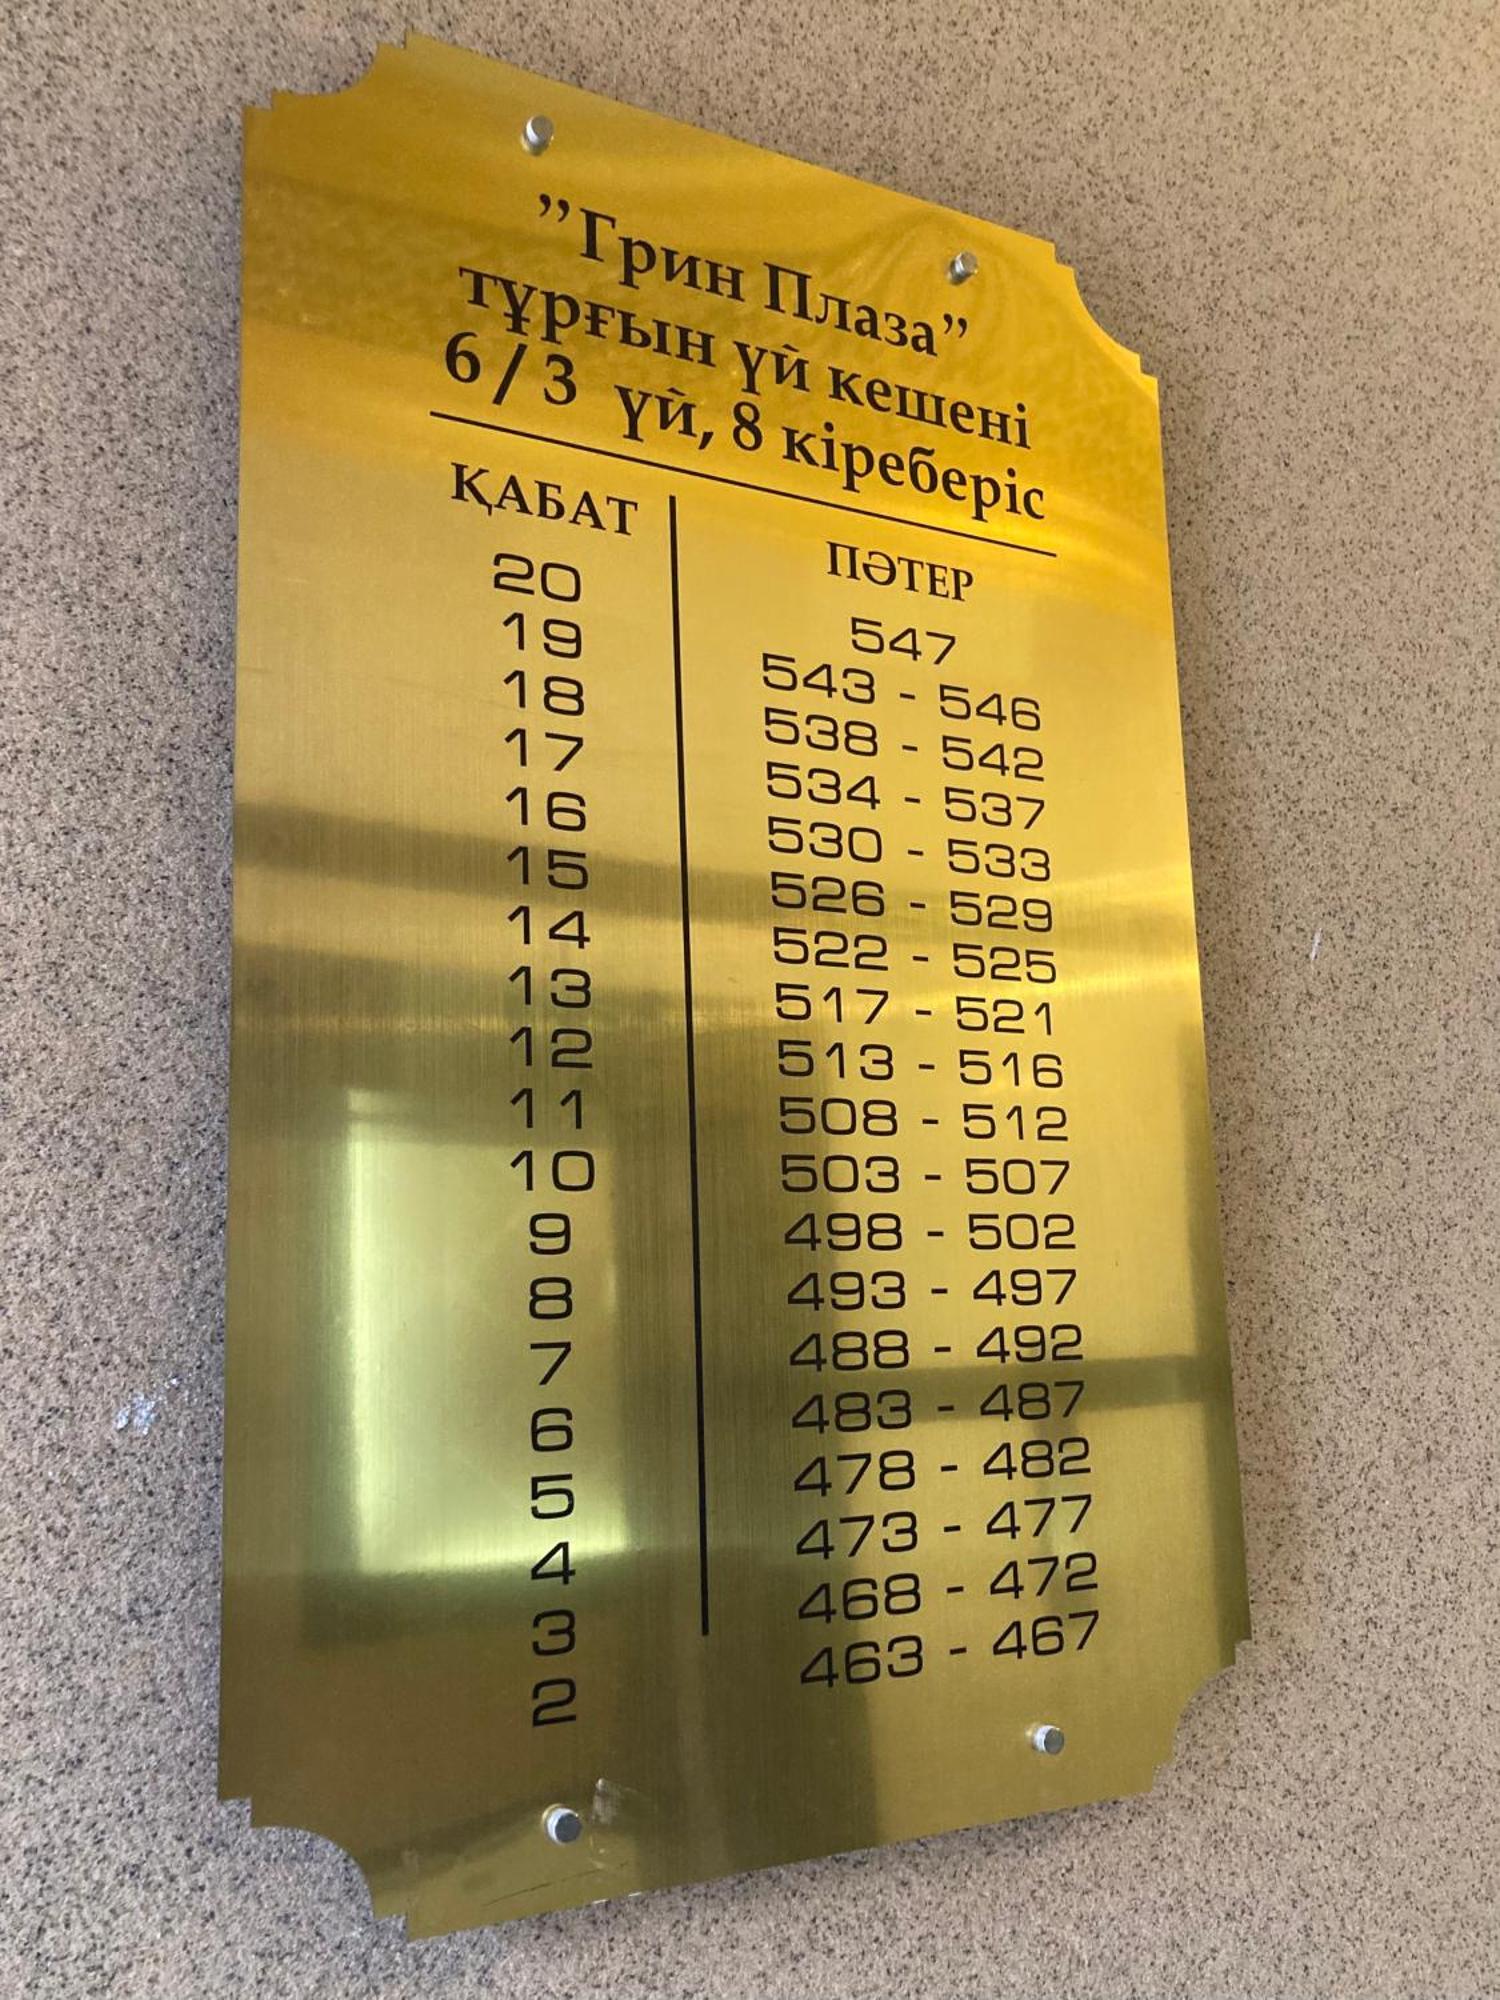 ”Грин Плаза”
тұрғын үй кешені
6/3 үй, 8 кіреберіс
ҚАБАТ ПӘТЕР
20 547
19 543 - 546
18 538 - 542
17 534 - 537
16 530 - 533
15 526 - 529
14 522 - 525
13 517 - 521
12 513 - 516
11 508 - 512
10 503 - 507
9 498 - 502
8 493 - 497
7 488 - 492
6 483 - 487
5 478 - 482
4 473 - 477
3 468 - 472
2 463 - 467